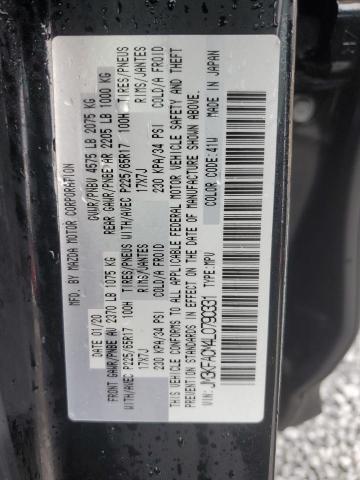 MFD. BY MAZDA MOTOR CORPORATION
DATE 01/20 GVWR/PNBV 4575 LB 2075 KG
FRONT GAWR/PNBE AV 2370 LB 1075 KG REAR GAWR/PNBE AR 2205 LB 1000 KG
WITH/AVEC P225/65R17 100H TIRES/PNEUS WITH/AVEC P225/65R17 100H TIRES/PNEUS
17X7J RIMS/JANTES 17X7J RIMS/JANTES
230 KPA/34 PSI COLD/A FROID 230 KPA/34 PSI COLD/A FROID
THIS VEHICLE CONFORMS TO ALL APPLICABLE FEDERAL MOTOR VEHICLE SAFETY AND THEFT
PREVENTION STANDARDS IN EFFECT ON THE DATE OF MANUFACTURE SHOWN ABOVE.
MADE IN JAPAN
VIN: JM3KFACM4L0790331 TYPE:MPV COLOR CODE:41W